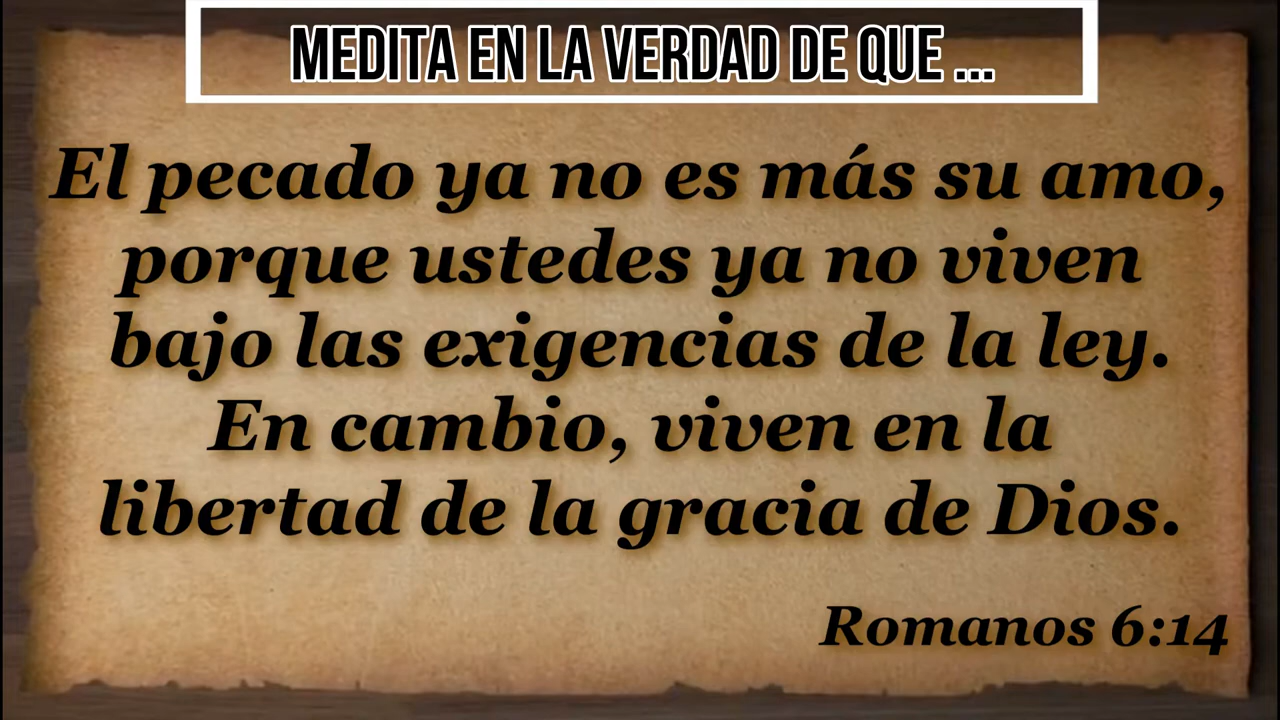 MEDITA EN LA VERDAD DE QUE ...
El pecado ya no es más su amo,
porque ustedes ya no viven
bajo las exigencias de la ley.
En cambio, viven en la
libertad de la gracia de Dios.
Romanos 6:14